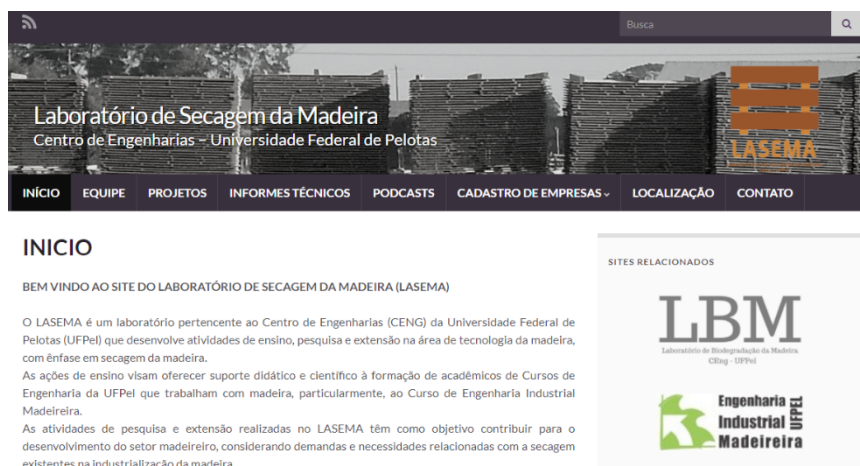 Busca
Laboratório de Secagem da Madeira
Centro de Engenharias – Universidade Federal de Pelotas
LASEMA
INÍCIO EQUIPE PROJETOS INFORMES TÉCNICOS PODCASTS CADASTRO DE EMPRESAS LOCALIZAÇÃO CONTATO
INICIO
BEM VINDO AO SITE DO LABORATÓRIO DE SECAGEM DA MADEIRA (LASEMA)
O LASEMA é um laboratório pertencente ao Centro de Engenharias (CENG) da Universidade Federal de
Pelotas (UFPel) que desenvolve atividades de ensino, pesquisa e extensão na área de tecnologia da madeira,
com ênfase em secagem da madeira.
As ações de ensino visam oferecer suporte didático e científico à formação de acadêmicos de Cursos de
Engenharia da UFPel que trabalham com madeira, particularmente, ao Curso de Engenharia Industrial
Madeireira.
As atividades de pesquisa e extensão realizadas no LASEMA têm como objetivo contribuir para o
desenvolvimento do setor madeireiro, considerando demandas e necessidades relacionadas com a secagem
existentes na industrialização da madeira.
SITES RELACIONADOS
LBM
Laboratório de Biodegradação da Madeira
CEng - UFPel
Engenharia
Industrial
Madeireira
UFPEL